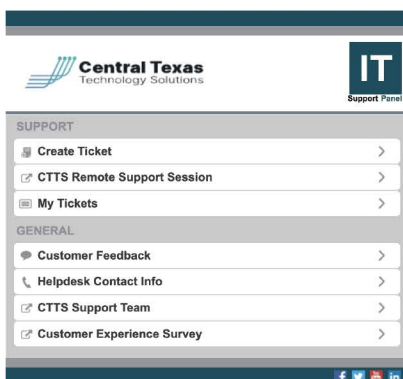 Central Texas
Technology Solutions
IT
Support Panel
SUPPORT
Create Ticket
CTTS Remote Support Session
My Tickets
GENERAL
Customer Feedback
Helpdesk Contact Info
CTTS Support Team
Customer Experience Survey